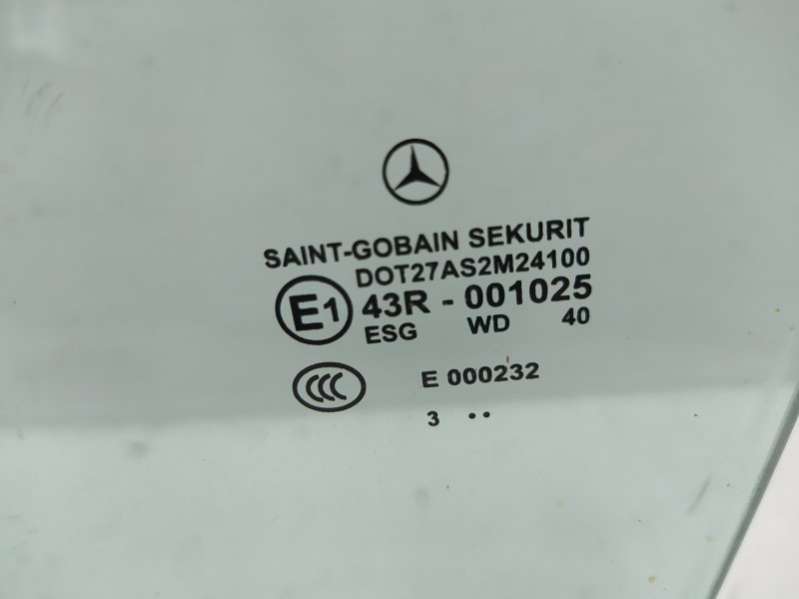 SAINT-GOBAIN SEKURIT
DOT27AS2M24100
E1 43R - 001025
ESG WD 40
CCC E 000232
3 ..